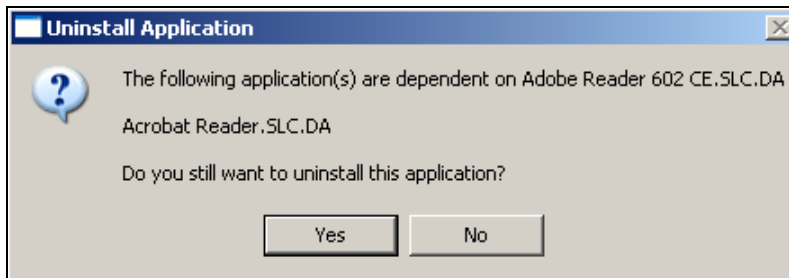 Uninstall Application
The following application(s) are dependent on Adobe Reader 602 CE.SLC.DA
Acrobat Reader.SLC.DA
Do you still want to uninstall this application?
Yes No